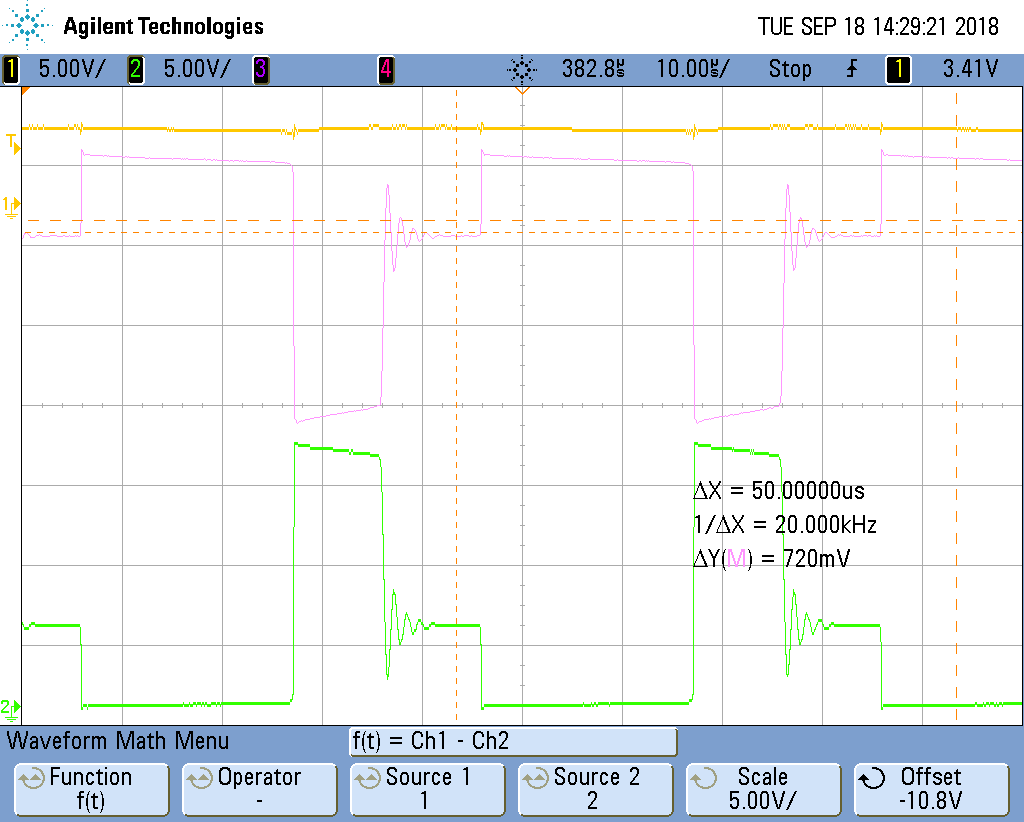 Agilent Technologies TUE SEP 18 14:29:21 2018
1 5.00V/ 2 5.00V/ 3 4 382.8µs 10.00µs/ Stop 1 3.41V
T
1
ΔX = 50.00000us
1/ΔX = 20.000kHz
ΔY(M) = 720mV
2
Waveform Math Menu f(t) = Ch1 - Ch2
Function Operator Source 1 Source 2 Scale Offset
f(t) - 1 2 5.00V/ -10.8V